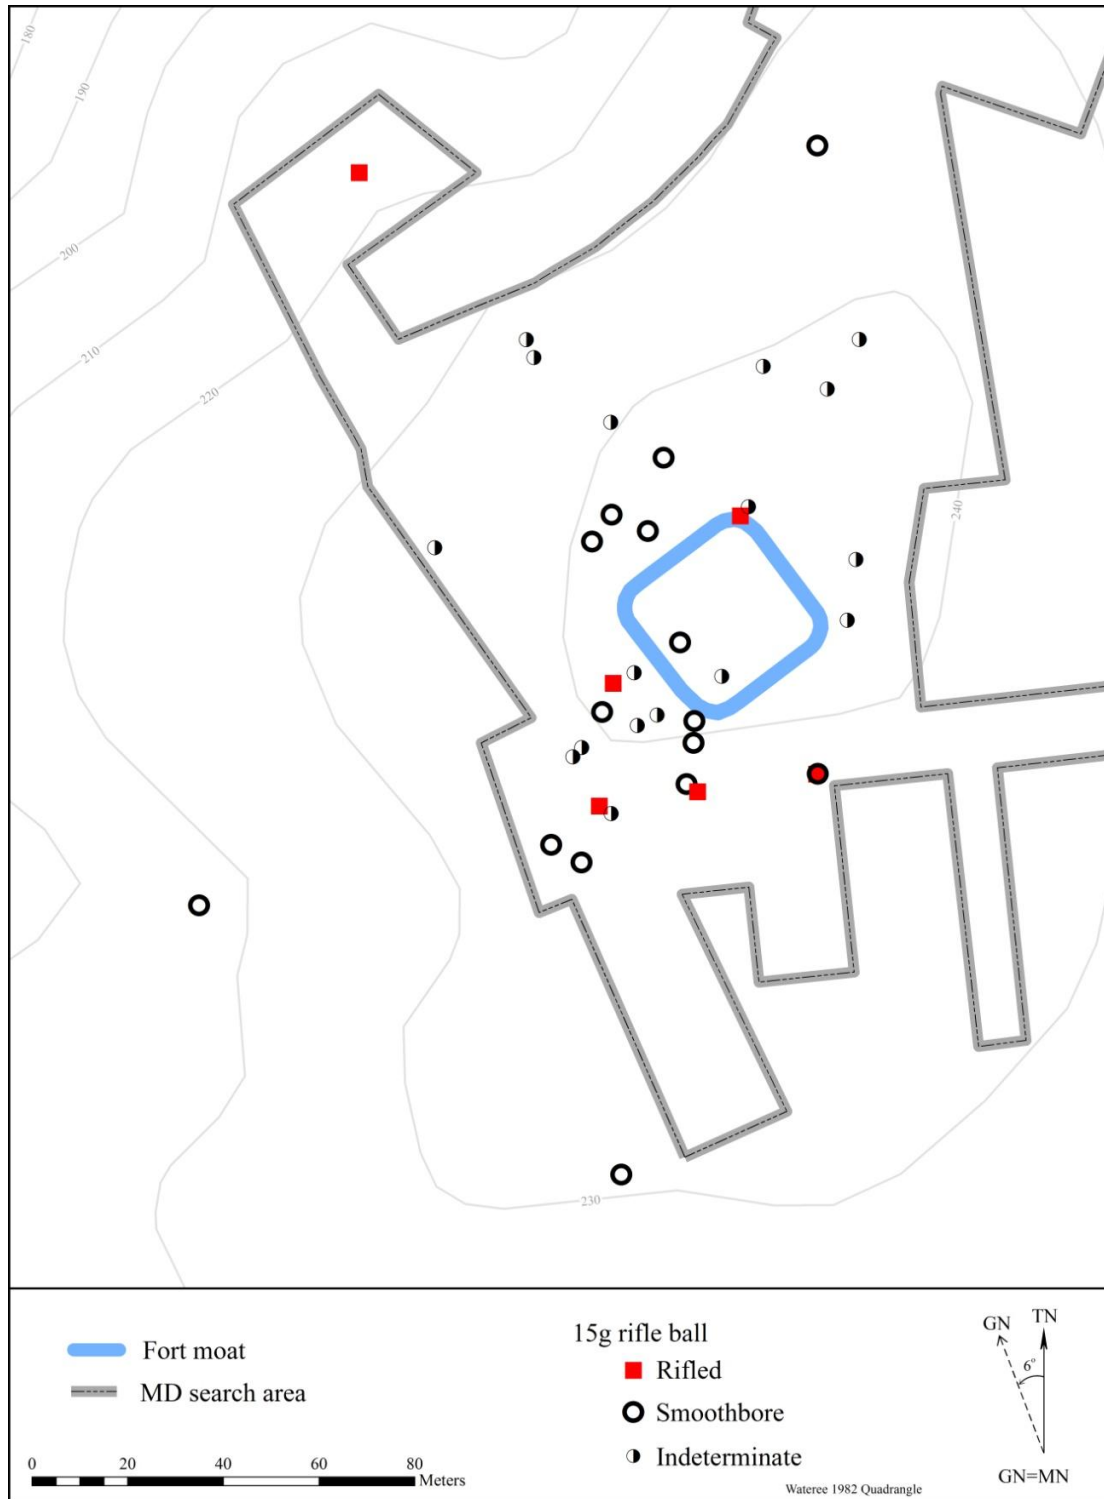 180
190
200
210
220
240
230
Fort moat
MD search area
0 20 40 60 80
Meters
15g rifle ball
Rifled
Smoothbore
Indeterminate
GN TN
6°
GN=MN
Wateree 1982 Quadrangle